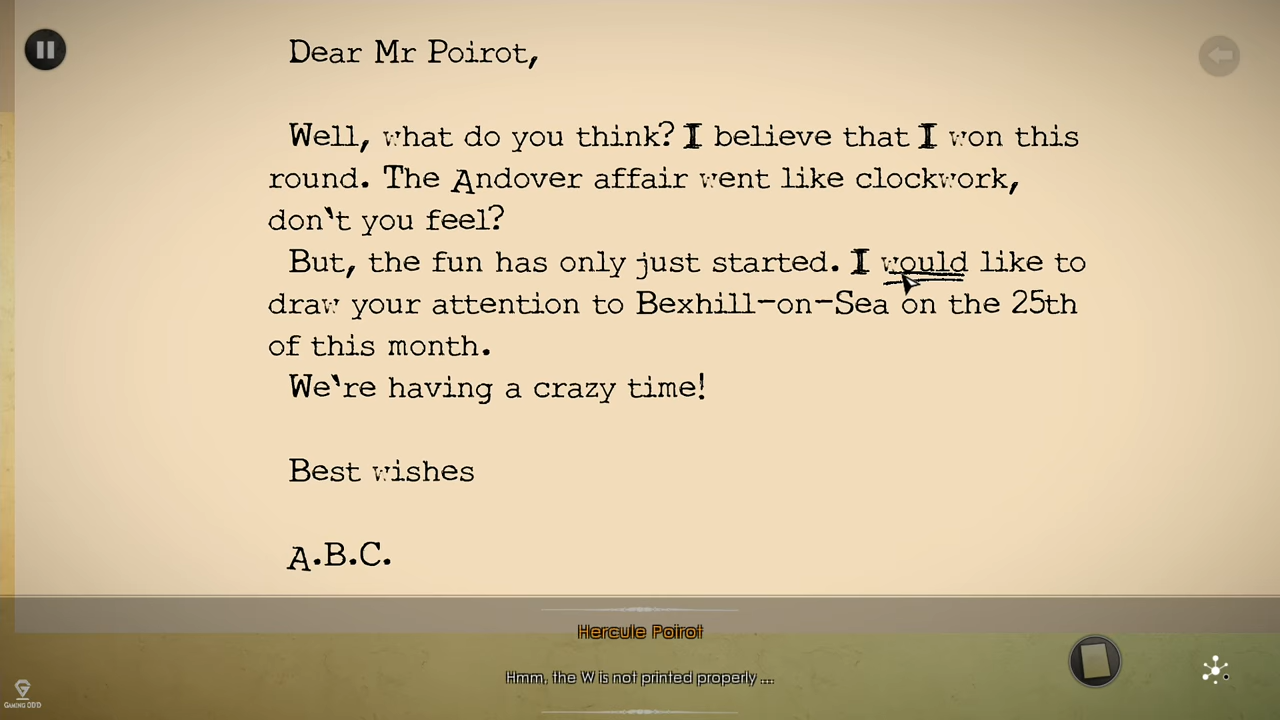 Dear Mr Poirot,
Well, what do you think? I believe that I won this
round. The Andover affair went like clockwork,
don't you feel?
But, the fun has only just started. I would like to
draw your attention to Bexhill-on-Sea on the 25th
of this month.
We're having a crazy time!
Best wishes
A.B.C.
Hercule Poirot
Hmm, the W is not printed properly ...
GAMING DDD